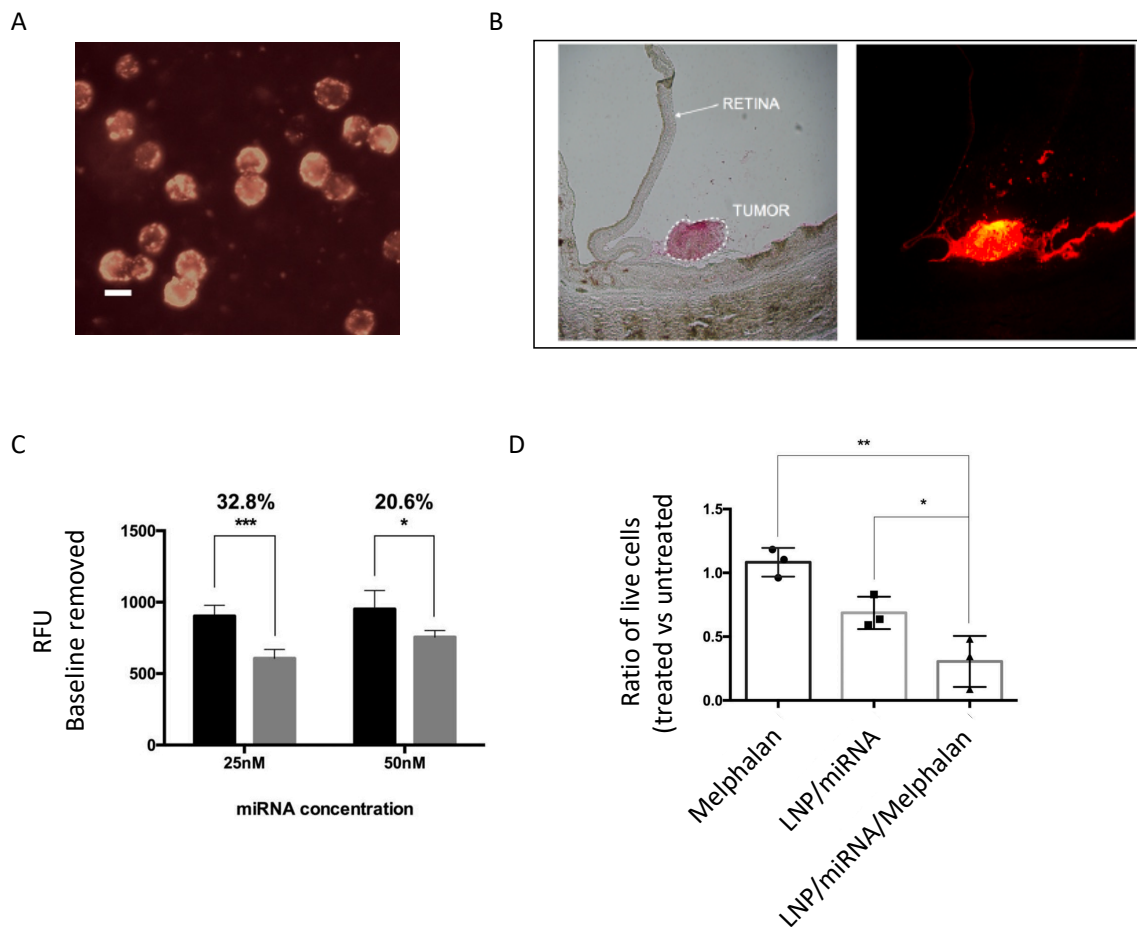 A
B
RETINA
TUMOR
C
32.8%
20.6%
***
*
1500
1000
500
0
RFU
Baseline removed
25nM
50nM
miRNA concentration
D
**
*
1.5
1.0
0.5
0.0
Ratio of live cells
(treated vs untreated
Melphalan
LNP/miRNA
LNP/miRNA/Melphalan